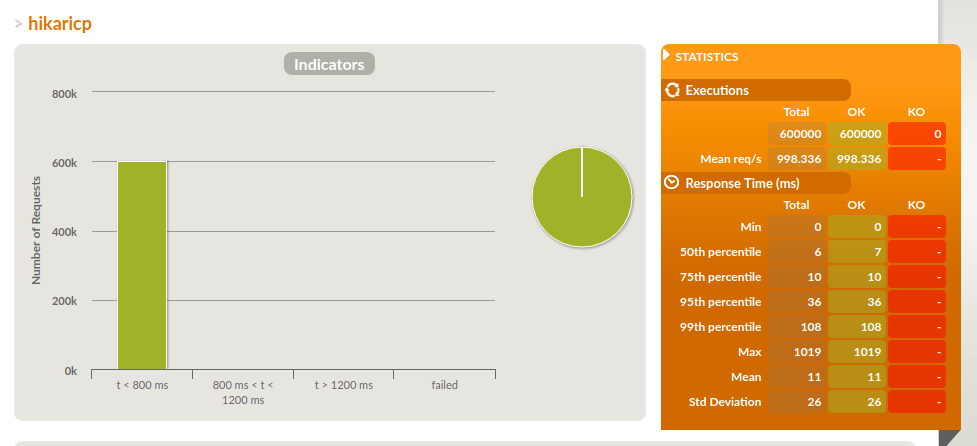 > hikaricp
Indicators
800k
600k
400k
200k
0k
Number of Requests
t < 800 ms
800 ms < t <
1200 ms
t > 1200 ms
failed
STATISTICS
Executions
Total OK KO
600000 600000 0
Mean req/s 998.336 998.336 -
Response Time (ms)
Total OK KO
Min 0 0 -
50th percentile 6 7 -
75th percentile 10 10 -
95th percentile 36 36 -
99th percentile 108 108 -
Max 1019 1019 -
Mean 11 11 -
Std Deviation 26 26 -